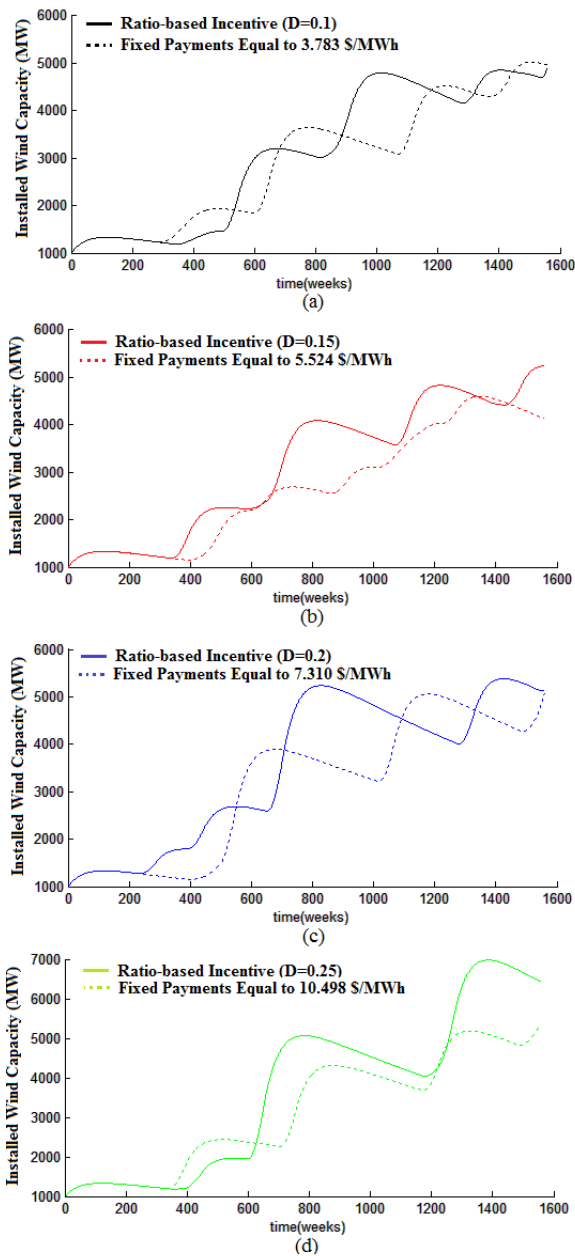 6000
5000
4000
3000
2000
1000
Installed Wind Capacity (MW)
Ratio-based Incentive (D=0.1)
Fixed Payments Equal to 3.783 $/MWh
0 200 400 600 800 1000 1200 1400 1600
time(weeks)
(a)
6000
5000
4000
3000
2000
1000
Installed Wind Capacity (MW)
Ratio-based Incentive (D=0.15)
Fixed Payments Equal to 5.524 $/MWh
0 200 400 600 800 1000 1200 1400 1600
time(weeks)
(b)
6000
5000
4000
3000
2000
1000
Installed Wind Capacity (MW)
Ratio-based Incentive (D=0.2)
Fixed Payments Equal to 7.310 $/MWh
0 200 400 600 800 1000 1200 1400 1600
time(weeks)
(c)
7000
6000
5000
4000
3000
2000
1000
Installed Wind Capacity (MW)
Ratio-based Incentive (D=0.25)
Fixed Payments Equal to 10.498 $/MWh
0 200 400 600 800 1000 1200 1400 1600
time(weeks)
(d)